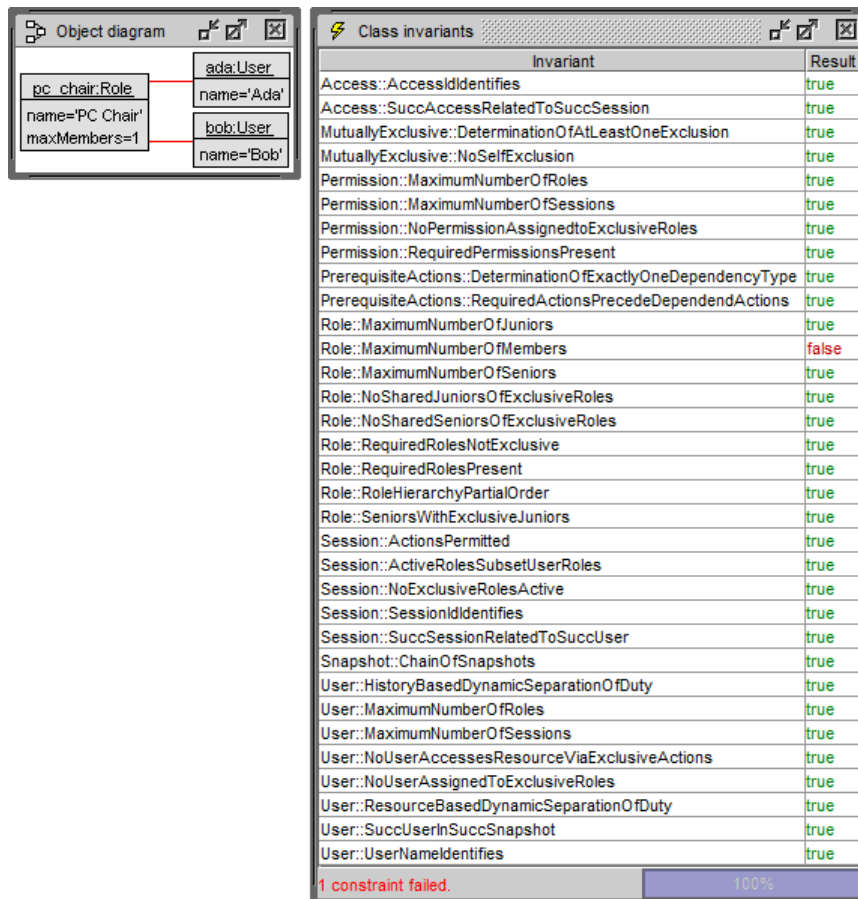 Object diagram
ada:User
name='Ada'
pc_chair:Role
name='PC Chair'
maxMembers=1
bob:User
name='Bob'
Class invariants
Invariant Result
Access::AccessIdIdentifies true
Access::SuccAccessRelatedToSuccSession true
MutuallyExclusive::DeterminationOfAtLeastOneExclusion true
MutuallyExclusive::NoSelfExclusion true
Permission::MaximumNumberOfRoles true
Permission::MaximumNumberOfSessions true
Permission::NoPermissionAssignedtoExclusiveRoles true
Permission::RequiredPermissionsPresent true
PrerequisiteActions::DeterminationOfExactlyOneDependencyType true
PrerequisiteActions::RequiredActionsPrecedeDependendActions true
Role::MaximumNumberOfJuniors true
Role::MaximumNumberOfMembers false
Role::MaximumNumberOfSeniors true
Role::NoSharedJuniorsOfExclusiveRoles true
Role::NoSharedSeniorsOfExclusiveRoles true
Role::RequiredRolesNotExclusive true
Role::RequiredRolesPresent true
Role::RoleHierarchyPartialOrder true
Role::SeniorsWithExclusiveJuniors true
Session::ActionsPermitted true
Session::ActiveRolesSubsetUserRoles true
Session::NoExclusiveRolesActive true
Session::SessionIdIdentifies true
Session::SuccSessionRelatedToSuccUser true
Snapshot::ChainOfSnapshots true
User::HistoryBasedDynamicSeparationOfDuty true
User::MaximumNumberOfRoles true
User::MaximumNumberOfSessions true
User::NoUserAccessesResourceViaExclusiveActions true
User::NoUserAssignedToExclusiveRoles true
User::ResourceBasedDynamicSeparationOfDuty true
User::SuccUserInSuccSnapshot true
User::UserNameIdentifies true
1 constraint failed. 100%